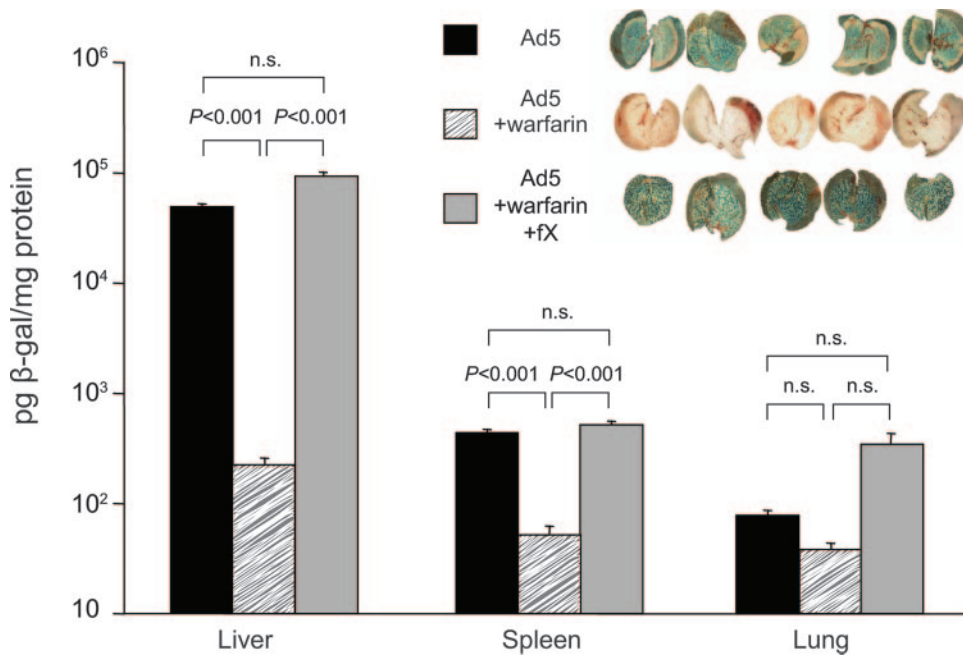 Ad5
Ad5
+warfarin
Ad5
+warfarin
+fX
pg β-gal/mg protein
10⁶
10⁵
10⁴
10³
10²
10
n.s.
P<0.001 P<0.001
n.s.
P<0.001 P<0.001
n.s.
n.s. n.s.
Liver Spleen Lung